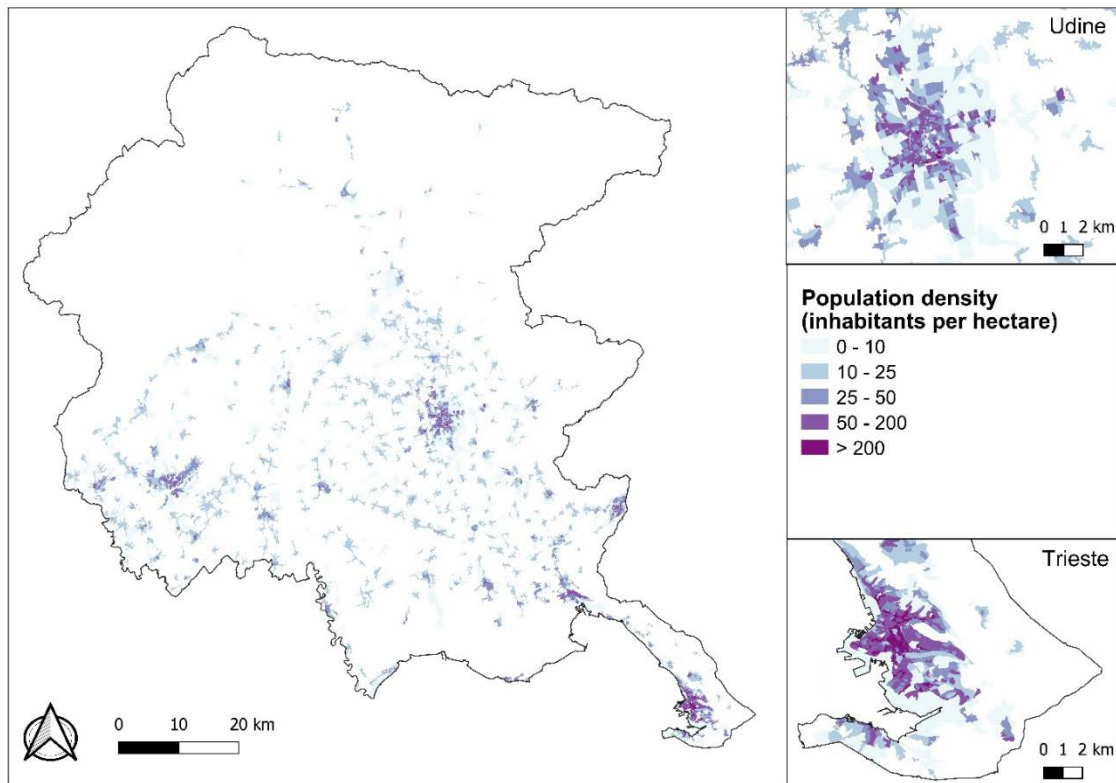 Udine
0 1 2 km
Population density
(inhabitants per hectare)
0 - 10
10 - 25
25 - 50
50 - 200
> 200
Trieste
0 1 2 km
0 10 20 km